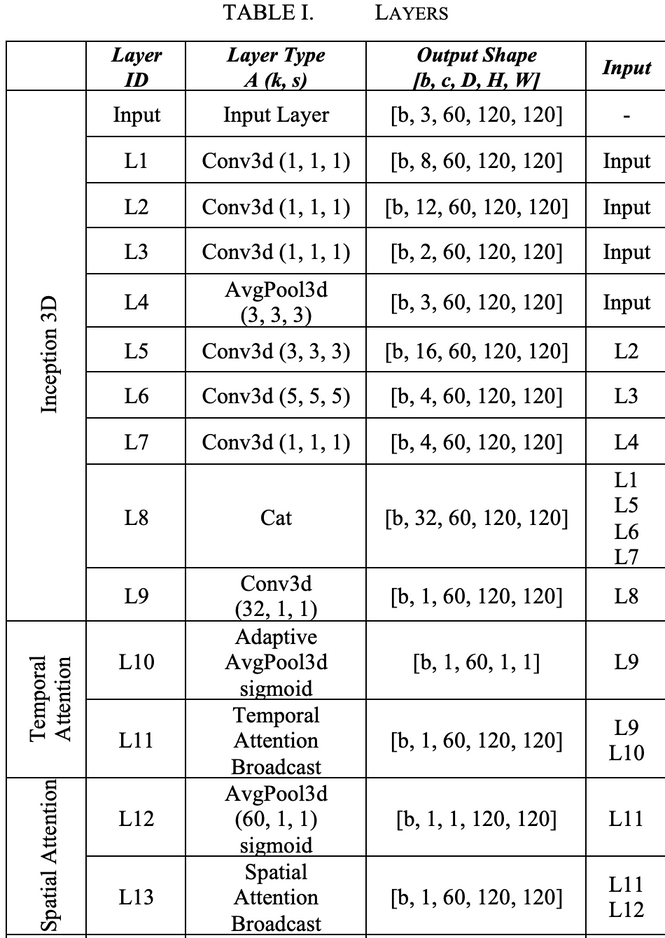 TABLE I. LAYERS
Layer ID Layer Type A (k, s) Output Shape [b, c, D, H, W] Input
Inception 3D
Input Input Layer [b, 3, 60, 120, 120] -
L1 Conv3d (1, 1, 1) [b, 8, 60, 120, 120] Input
L2 Conv3d (1, 1, 1) [b, 12, 60, 120, 120] Input
L3 Conv3d (1, 1, 1) [b, 2, 60, 120, 120] Input
L4 AvgPool3d (3, 3, 3) [b, 3, 60, 120, 120] Input
L5 Conv3d (3, 3, 3) [b, 16, 60, 120, 120] L2
L6 Conv3d (5, 5, 5) [b, 4, 60, 120, 120] L3
L7 Conv3d (1, 1, 1) [b, 4, 60, 120, 120] L4
L8 Cat [b, 32, 60, 120, 120] L1 L5 L6 L7
L9 Conv3d (32, 1, 1) [b, 1, 60, 120, 120] L8
Temporal Attention
L10 Adaptive AvgPool3d sigmoid [b, 1, 60, 1, 1] L9
L11 Temporal Attention Broadcast [b, 1, 60, 120, 120] L9 L10
Spatial Attention
L12 AvgPool3d (60, 1, 1) sigmoid [b, 1, 1, 120, 120] L11
L13 Spatial Attention Broadcast [b, 1, 60, 120, 120] L11 L12